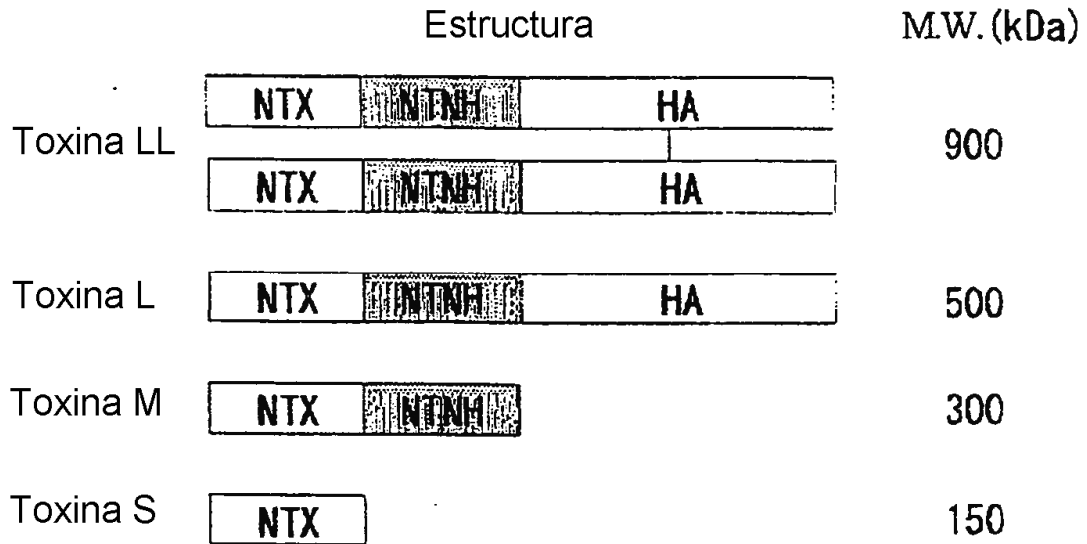 Estructura M.W. (kDa)
NTX NTNH HA
Toxina LL 900
NTX NTNH HA
Toxina L NTX NTNH HA 500
Toxina M NTX NTNH 300
Toxina S NTX 150